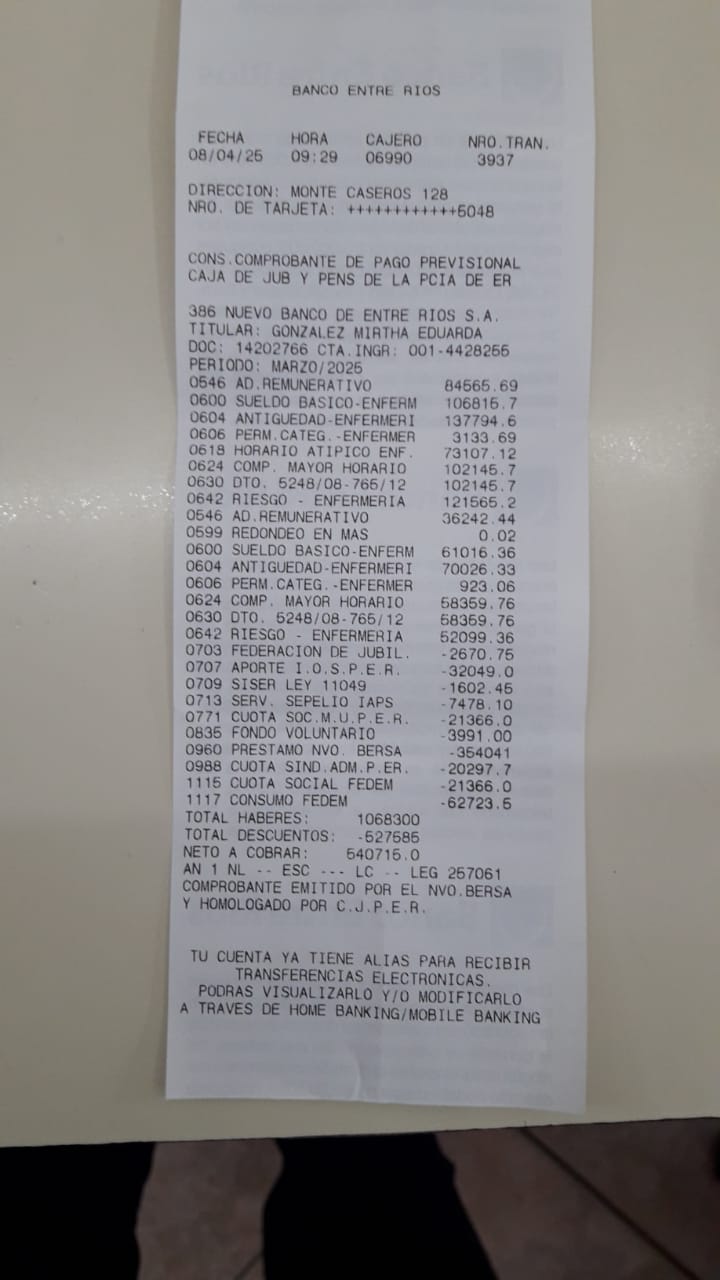 BANCO ENTRE RIOS
FECHA HORA CAJERO NRO.TRAN.
08/04/25 09:29 06990 3937
DIRECCION: MONTE CASEROS 128
NRO. DE TARJETA: ++++++++++++5048
CONS.COMPROBANTE DE PAGO PREVISIONAL
CAJA DE JUB Y PENS DE LA PCIA DE ER
386 NUEVO BANCO DE ENTRE RIOS S.A.
TITULAR: GONZALEZ MIRTHA EDUARDA
DOC: 14202766 CTA.INGR: 001-4428255
PERIODO: MARZO/2025
0546 AD.REMUNERATIVO 84565.69
0600 SUELDO BASICO-ENFERM 106815.7
0604 ANTIGUEDAD-ENFERMERI 137794.6
0606 PERM.CATEG.-ENFERMER 3133.69
0618 HORARIO ATIPICO ENF. 73107.12
0624 COMP. MAYOR HORARIO 102145.7
0630 DTO. 5248/08-765/12 102145.7
0642 RIESGO - ENFERMERIA 121565.2
0546 AD.REMUNERATIVO 36242.44
0599 REDONDEO EN MAS 0.02
0600 SUELDO BASICO-ENFERM 61016.36
0604 ANTIGUEDAD-ENFERMERI 70026.33
0606 PERM.CATEG.-ENFERMER 923.06
0624 COMP. MAYOR HORARIO 58359.76
0630 DTO. 5248/08-765/12 58359.76
0642 RIESGO - ENFERMERIA 52099.36
0703 FEDERACION DE JUBIL. -2670.75
0707 APORTE I.O.S.P.E.R. -32049.0
0709 SISER LEY 11049 -1602.45
0713 SERV. SEPELIO IAPS -7478.10
0771 CUOTA SOC.M.U.P.E.R. -21366.0
0835 FONDO VOLUNTARIO -3991.00
0960 PRESTAMO NVO. BERSA -354041
0988 CUOTA SIND.ADM.P.ER. -20297.7
1115 CUOTA SOCIAL FEDEM -21366.0
1117 CONSUMO FEDEM -62723.5
TOTAL HABERES: 1068300
TOTAL DESCUENTOS: -527585
NETO A COBRAR: 540715.0
AN 1 NL -- ESC --- LC -- LEG 257061
COMPROBANTE EMITIDO POR EL NVO.BERSA
Y HOMOLOGADO POR C.J.P.E.R.
TU CUENTA YA TIENE ALIAS PARA RECIBIR
TRANSFERENCIAS ELECTRONICAS.
PODRAS VISUALIZARLO Y/O MODIFICARLO
A TRAVES DE HOME BANKING/MOBILE BANKING